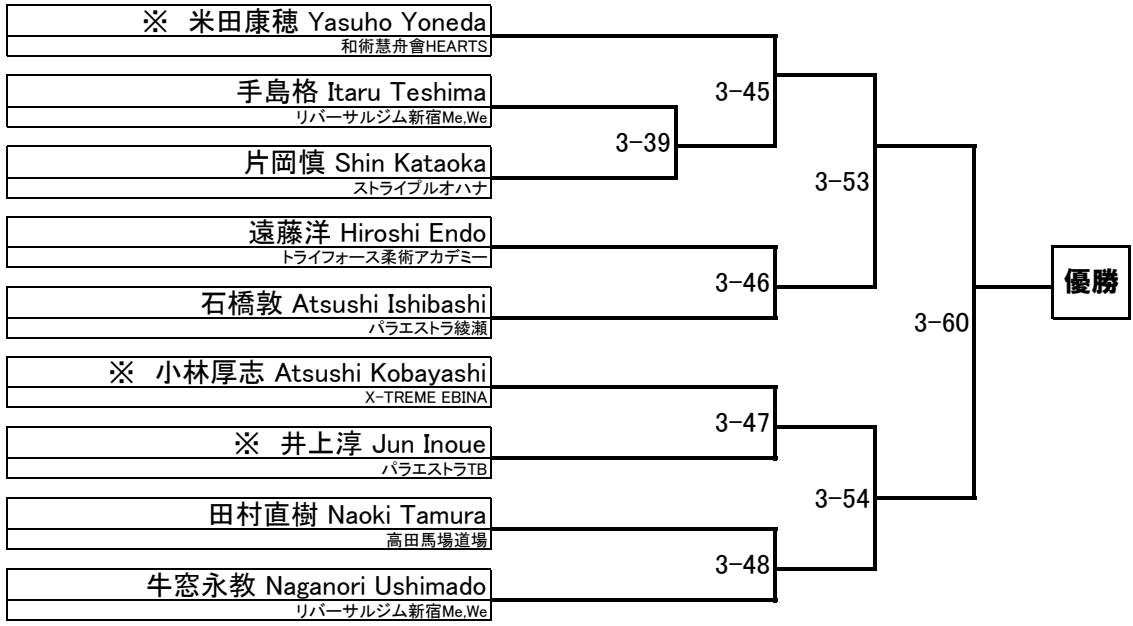 ※ 米田康穂 Yasuho Yoneda
和術慧舟會HEARTS
手島格 Itaru Teshima
リバーサルジム新宿Me,We
片岡慎 Shin Kataoka
ストライプルオハナ
遠藤洋 Hiroshi Endo
トライフォース柔術アカデミー
石橋敦 Atsushi Ishibashi
パラエストラ綾瀬
※ 小林厚志 Atsushi Kobayashi
X-TREME EBINA
※ 井上淳 Jun Inoue
パラエストラTB
田村直樹 Naoki Tamura
高田馬場道場
牛窓永教 Naganori Ushimado
リバーサルジム新宿Me,We
3-39
3-45
3-46
3-47
3-48
3-53
3-54
3-60
優勝